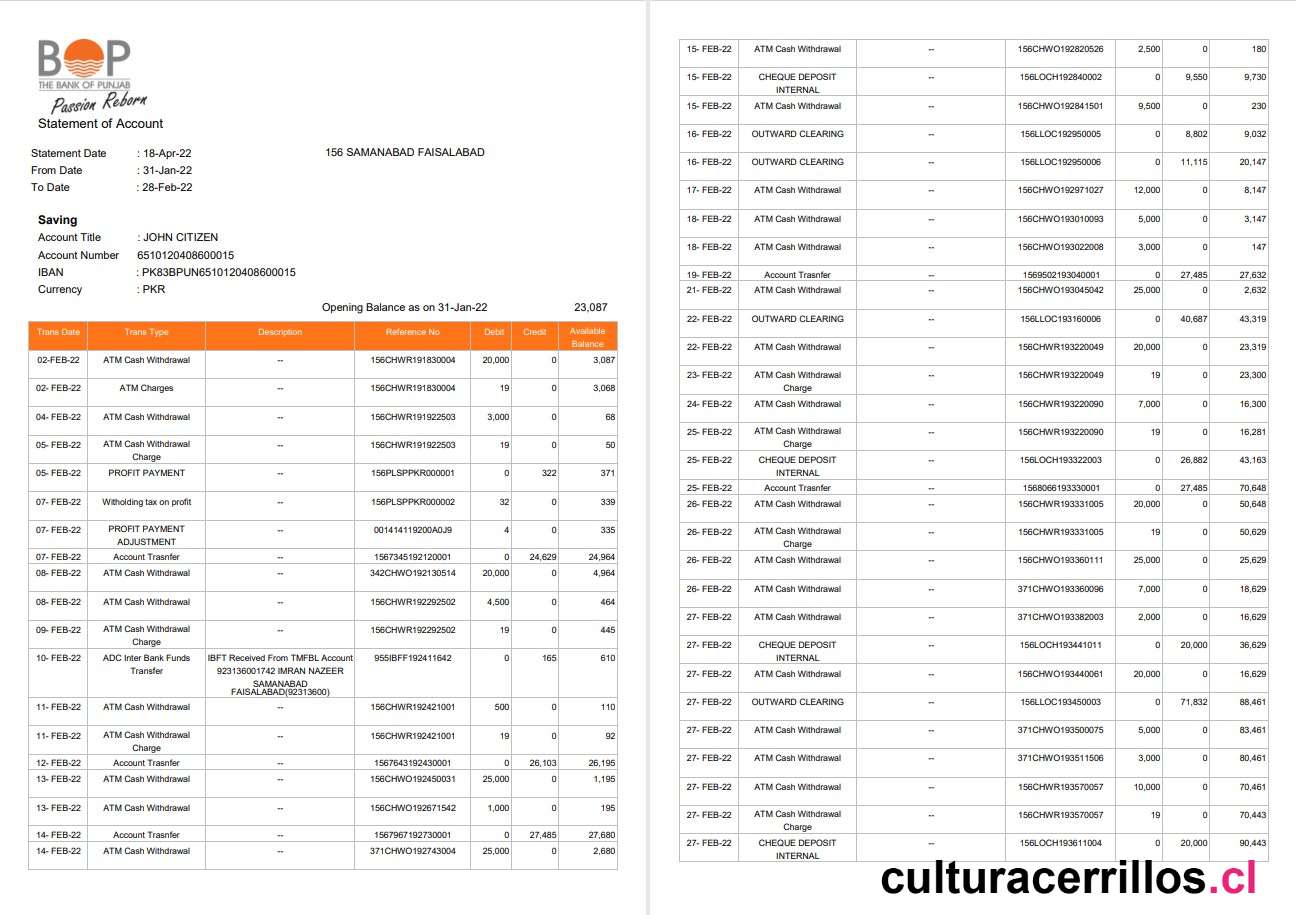 BOP
THE BANK OF PUNJAB
Passion Reborn
Statement of Account
Statement Date : 18-Apr-22 156 SAMANABAD FAISALABAD
From Date : 31-Jan-22
To Date : 28-Feb-22
Saving
Account Title : JOHN CITIZEN
Account Number 6510120408600015
IBAN : PK83BPUN6510120408600015
Currency : PKR
Opening Balance as on 31-Jan-22 23,087
Trans Date Trans Type Description Reference No Debit Credit Available
Balance
02-FEB-22 ATM Cash Withdrawal -- 156CHWR191830004 20,000 0 3,087
02- FEB-22 ATM Charges -- 156CHWR191830004 19 0 3,068
04- FEB-22 ATM Cash Withdrawal -- 156CHWR191922503 3,000 0 68
05- FEB-22 ATM Cash Withdrawal -- 156CHWR191922503 19 0 50
Charge
05- FEB-22 PROFIT PAYMENT -- 156PLSPPKR000001 0 322 371
07- FEB-22 Witholding tax on profit -- 156PLSPPKR000002 32 0 339
07- FEB-22 PROFIT PAYMENT -- 001414119200A0J9 4 0 335
ADJUSTMENT
07- FEB-22 Account Trasnfer -- 1567345192120001 0 24,629 24,964
08- FEB-22 ATM Cash Withdrawal -- 342CHWO192130514 20,000 0 4,964
08- FEB-22 ATM Cash Withdrawal -- 156CHWR192292502 4,500 0 464
09- FEB-22 ATM Cash Withdrawal -- 156CHWR192292502 19 0 445
Charge
10- FEB-22 ADC Inter Bank Funds IBFT Received From TMFBL Account 955IBFF192411642 0 165 610
Transfer 923136001742 IMRAN NAZEER
SAMANABAD
FAISALABAD(92313600)
11- FEB-22 ATM Cash Withdrawal -- 156CHWR192421001 500 0 110
11- FEB-22 ATM Cash Withdrawal -- 156CHWR192421001 19 0 92
Charge
12- FEB-22 Account Trasnfer -- 1567643192430001 0 26,103 26,195
13- FEB-22 ATM Cash Withdrawal -- 156CHWO192450031 25,000 0 1,195
13- FEB-22 ATM Cash Withdrawal -- 156CHWO192671542 1,000 0 195
14- FEB-22 Account Trasnfer -- 1567967192730001 0 27,485 27,680
14- FEB-22 ATM Cash Withdrawal -- 371CHWO192743004 25,000 0 2,680
15- FEB-22 ATM Cash Withdrawal -- 156CHWO192820526 2,500 0 180
15- FEB-22 CHEQUE DEPOSIT -- 156LOCH192840002 0 9,550 9,730
INTERNAL
15- FEB-22 ATM Cash Withdrawal -- 156CHWO192841501 9,500 0 230
16- FEB-22 OUTWARD CLEARING -- 156LLOC192950005 0 8,802 9,032
16- FEB-22 OUTWARD CLEARING -- 156LLOC192950006 0 11,115 20,147
17- FEB-22 ATM Cash Withdrawal -- 156CHWO192971027 12,000 0 8,147
18- FEB-22 ATM Cash Withdrawal -- 156CHWO193010093 5,000 0 3,147
18- FEB-22 ATM Cash Withdrawal -- 156CHWO193022008 3,000 0 147
19- FEB-22 Account Trasnfer -- 1569502193040001 0 27,485 27,632
21- FEB-22 ATM Cash Withdrawal -- 156CHWO193045042 25,000 0 2,632
22- FEB-22 OUTWARD CLEARING -- 156LLOC193160006 0 40,687 43,319
22- FEB-22 ATM Cash Withdrawal -- 156CHWR193220049 20,000 0 23,319
23- FEB-22 ATM Cash Withdrawal -- 156CHWR193220049 19 0 23,300
Charge
24- FEB-22 ATM Cash Withdrawal -- 156CHWR193220090 7,000 0 16,300
25- FEB-22 ATM Cash Withdrawal -- 156CHWR193220090 19 0 16,281
Charge
25- FEB-22 CHEQUE DEPOSIT -- 156LOCH193322003 0 26,882 43,163
INTERNAL
25- FEB-22 Account Trasnfer -- 1568066193330001 0 27,485 70,648
26- FEB-22 ATM Cash Withdrawal -- 156CHWR193331005 20,000 0 50,648
26- FEB-22 ATM Cash Withdrawal -- 156CHWR193331005 19 0 50,629
Charge
26- FEB-22 ATM Cash Withdrawal -- 156CHWO193360111 25,000 0 25,629
26- FEB-22 ATM Cash Withdrawal -- 371CHWO193360096 7,000 0 18,629
27- FEB-22 ATM Cash Withdrawal -- 371CHWO193382003 2,000 0 16,629
27- FEB-22 CHEQUE DEPOSIT -- 156LOCH193441011 0 20,000 36,629
INTERNAL
27- FEB-22 ATM Cash Withdrawal -- 156CHWO193440061 20,000 0 16,629
27- FEB-22 OUTWARD CLEARING -- 156LLOC193450003 0 71,832 88,461
27- FEB-22 ATM Cash Withdrawal -- 371CHWO193500075 5,000 0 83,461
27- FEB-22 ATM Cash Withdrawal -- 371CHWO193511506 3,000 0 80,461
27- FEB-22 ATM Cash Withdrawal -- 156CHWR193570057 10,000 0 70,461
27- FEB-22 ATM Cash Withdrawal -- 156CHWR193570057 19 0 70,443
Charge
27- FEB-22 CHEQUE DEPOSIT -- 156LOCH193611004 0 20,000 90,443
INTERNAL
culturacerrillos.cl